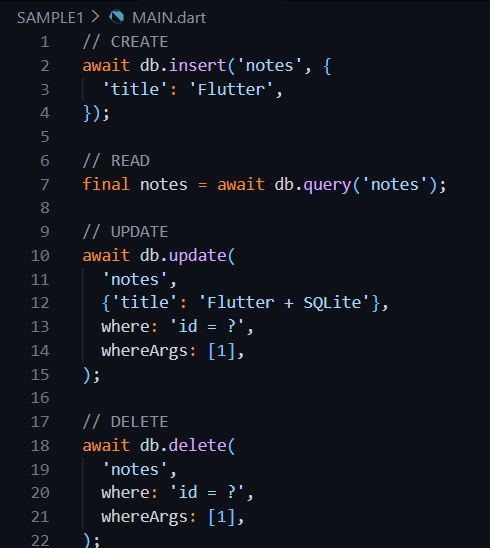 SAMPLE1 > MAIN.dart
1 // CREATE
2 await db.insert('notes', {
3 'title': 'Flutter',
4 });
5
6 // READ
7 final notes = await db.query('notes');
8
9 // UPDATE
10 await db.update(
11 'notes',
12 {'title': 'Flutter + SQLite'},
13 where: 'id = ?',
14 whereArgs: [1],
15 );
16
17 // DELETE
18 await db.delete(
19 'notes',
20 where: 'id = ?',
21 whereArgs: [1],
22 );